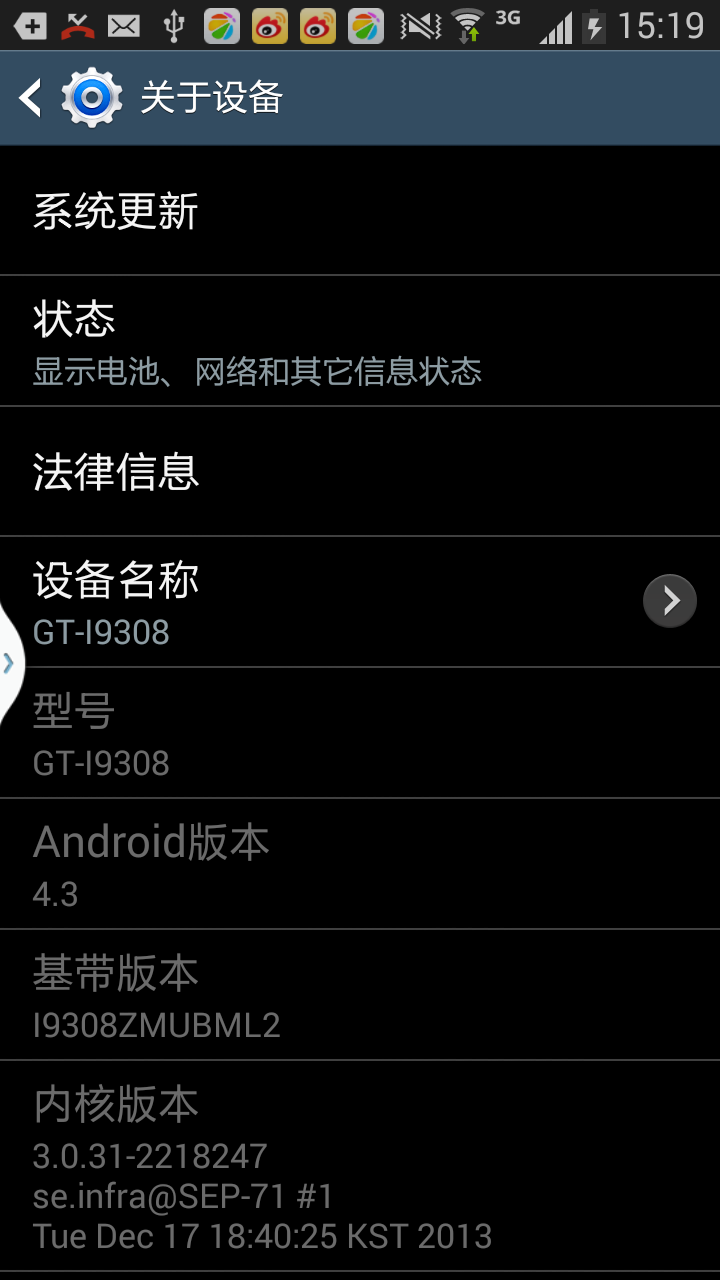 3G 15:19
关于设备
系统更新
状态
显示电池、网络和其它信息状态
法律信息
设备名称
GT-I9308
型号
GT-I9308
Android版本
4.3
基带版本
I9308ZMUBML2
内核版本
3.0.31-2218247
se.infra@SEP-71 #1
Tue Dec 17 18:40:25 KST 2013